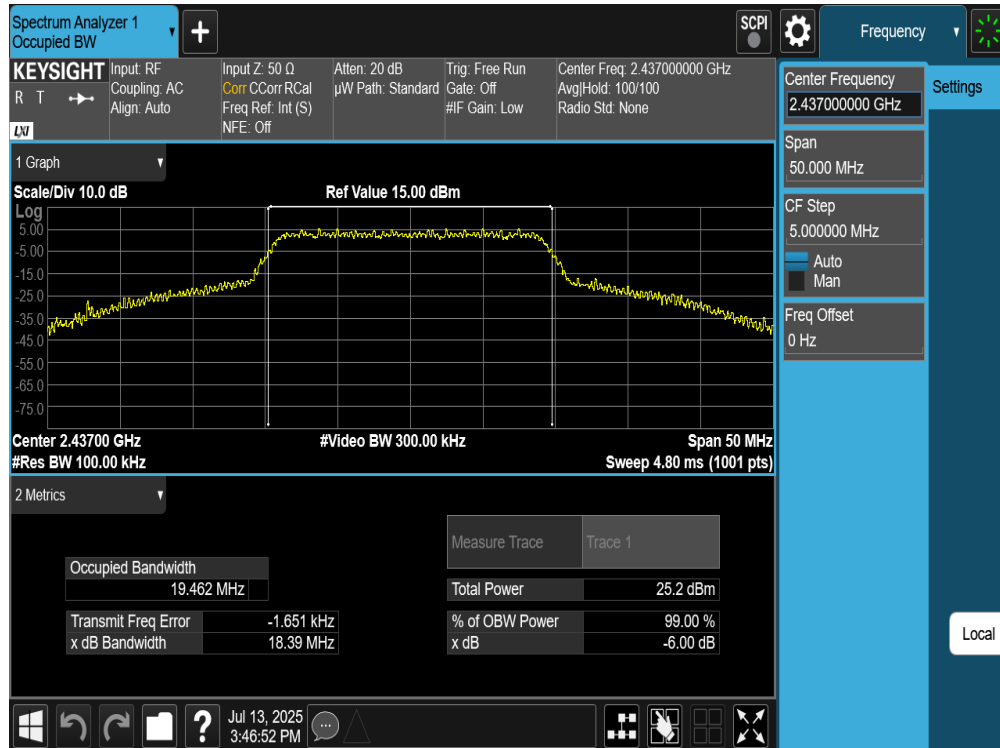 Spectrum Analyzer 1
Occupied BW
+
SCPI
Frequency
KEYSIGHT
R T
LXI
Input: RF
Coupling: AC
Align: Auto
Input Z: 50 Ω
Corr CCorr RCal
Freq Ref: Int (S)
NFE: Off
Atten: 20 dB
µW Path: Standard
Trig: Free Run
Gate: Off
#IF Gain: Low
Center Freq: 2.437000000 GHz
Avg|Hold: 100/100
Radio Std: None
Center Frequency
2.437000000 GHz
Settings
Span
50.000 MHz
CF Step
5.000000 MHz
Auto
Man
Freq Offset
0 Hz
1 Graph
Scale/Div 10.0 dB
Ref Value 15.00 dBm
Log
5.00
-5.00
-15.0
-25.0
-35.0
-45.0
-55.0
-65.0
-75.0
Center 2.43700 GHz
#Video BW 300.00 kHz
Span 50 MHz
#Res BW 100.00 kHz
Sweep 4.80 ms (1001 pts)
2 Metrics
Measure Trace
Trace 1
Occupied Bandwidth
19.462 MHz
Total Power
25.2 dBm
Transmit Freq Error
-1.651 kHz
% of OBW Power
99.00 %
x dB Bandwidth
18.39 MHz
x dB
-6.00 dB
Local
?
Jul 13, 2025
3:46:52 PM